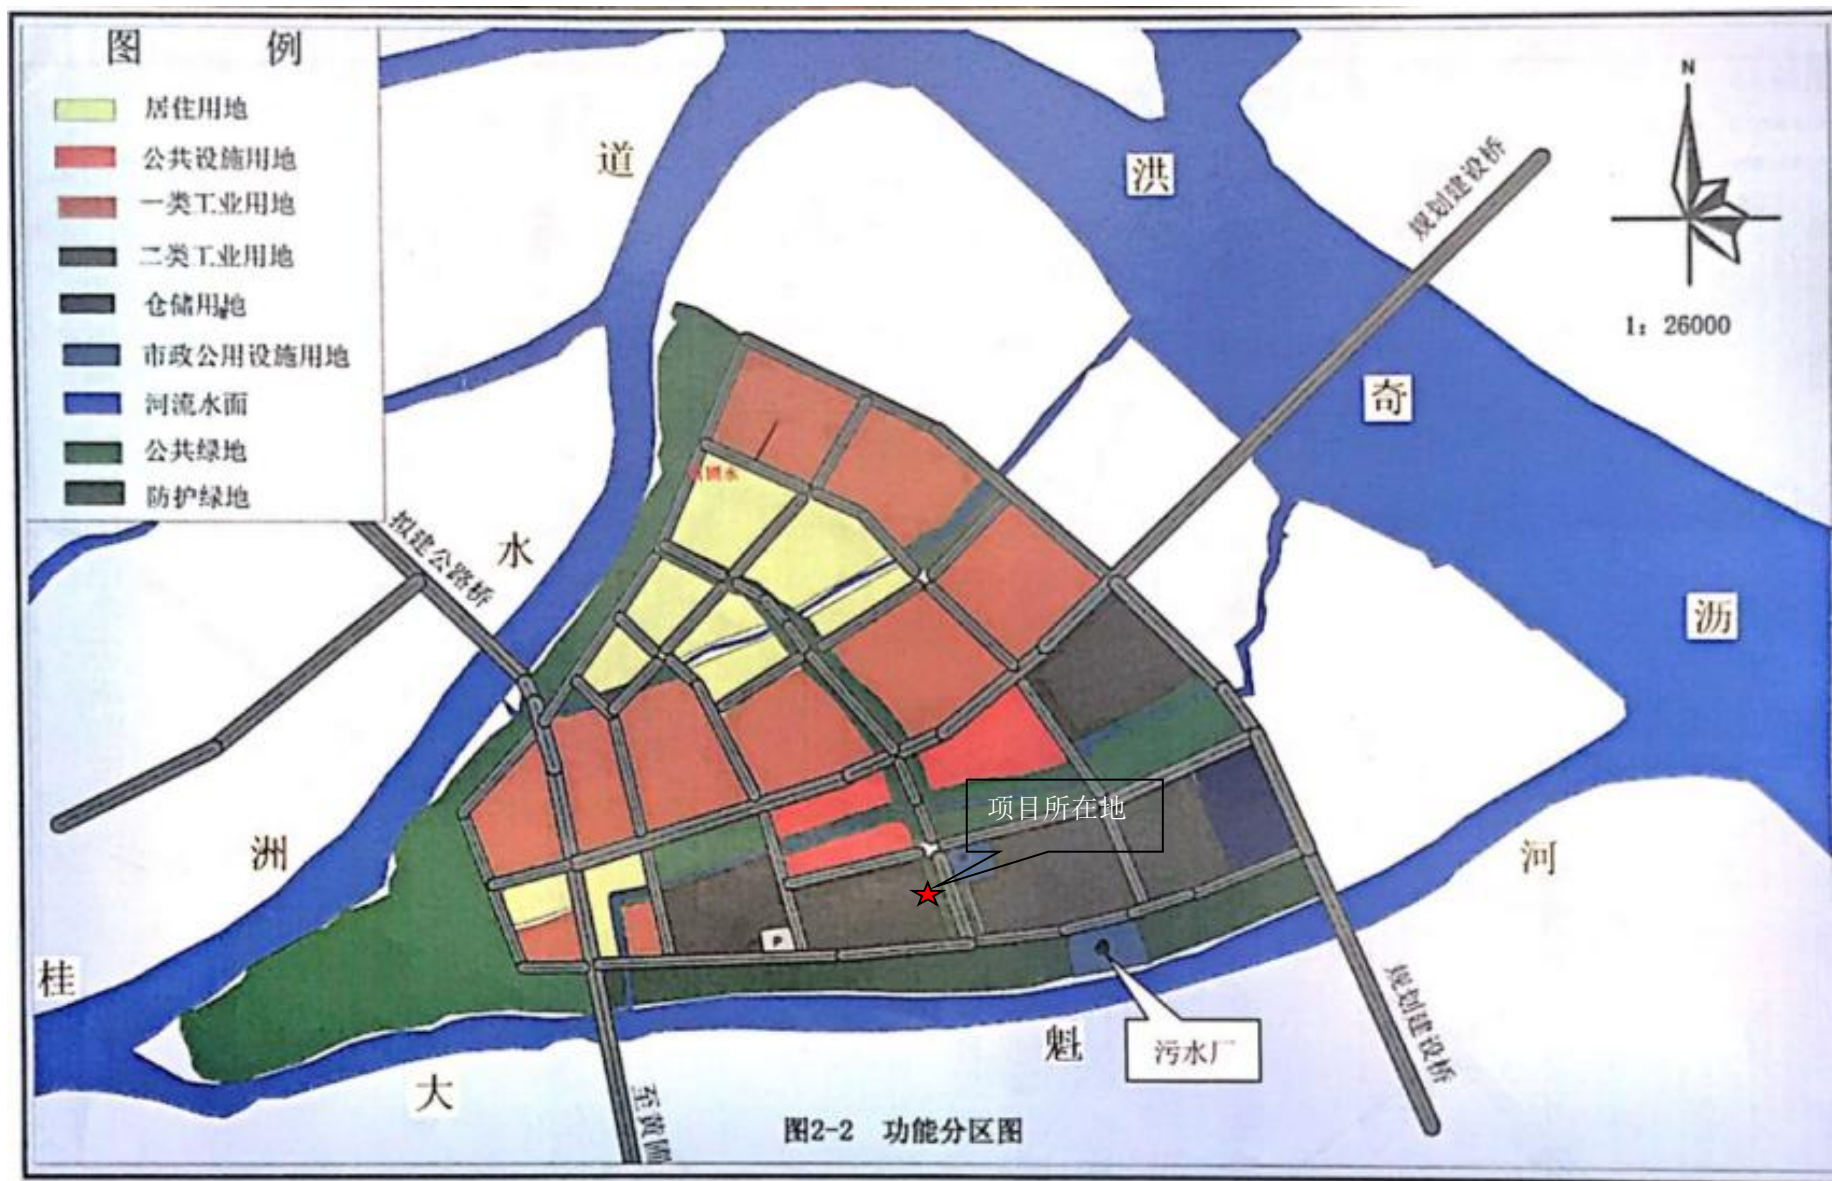 图 例
居住用地
公共设施用地
一类工业用地
二类工业用地
仓储用地
市政公用设施用地
河流水面
公共绿地
防护绿地
N
1：26000
道
洪
规划建设桥
奇
水
拟建公路桥
沥
洲
项目所在地
河
桂
P
魁
污水厂
规划建设桥
大
至黄圃
图2-2 功能分区图